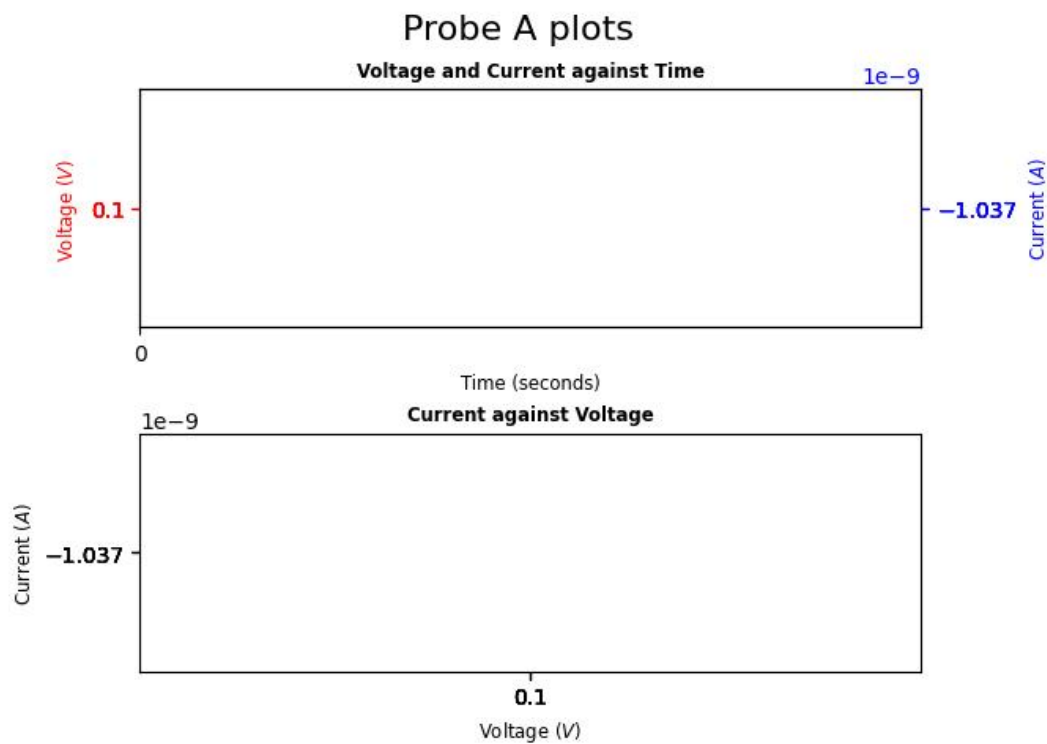 Probe A plots
Voltage and Current against Time
1e−9
Voltage (V)
0.1
−1.037
Current (A)
0
Time (seconds)
Current against Voltage
1e−9
Current (A)
−1.037
0.1
Voltage (V)